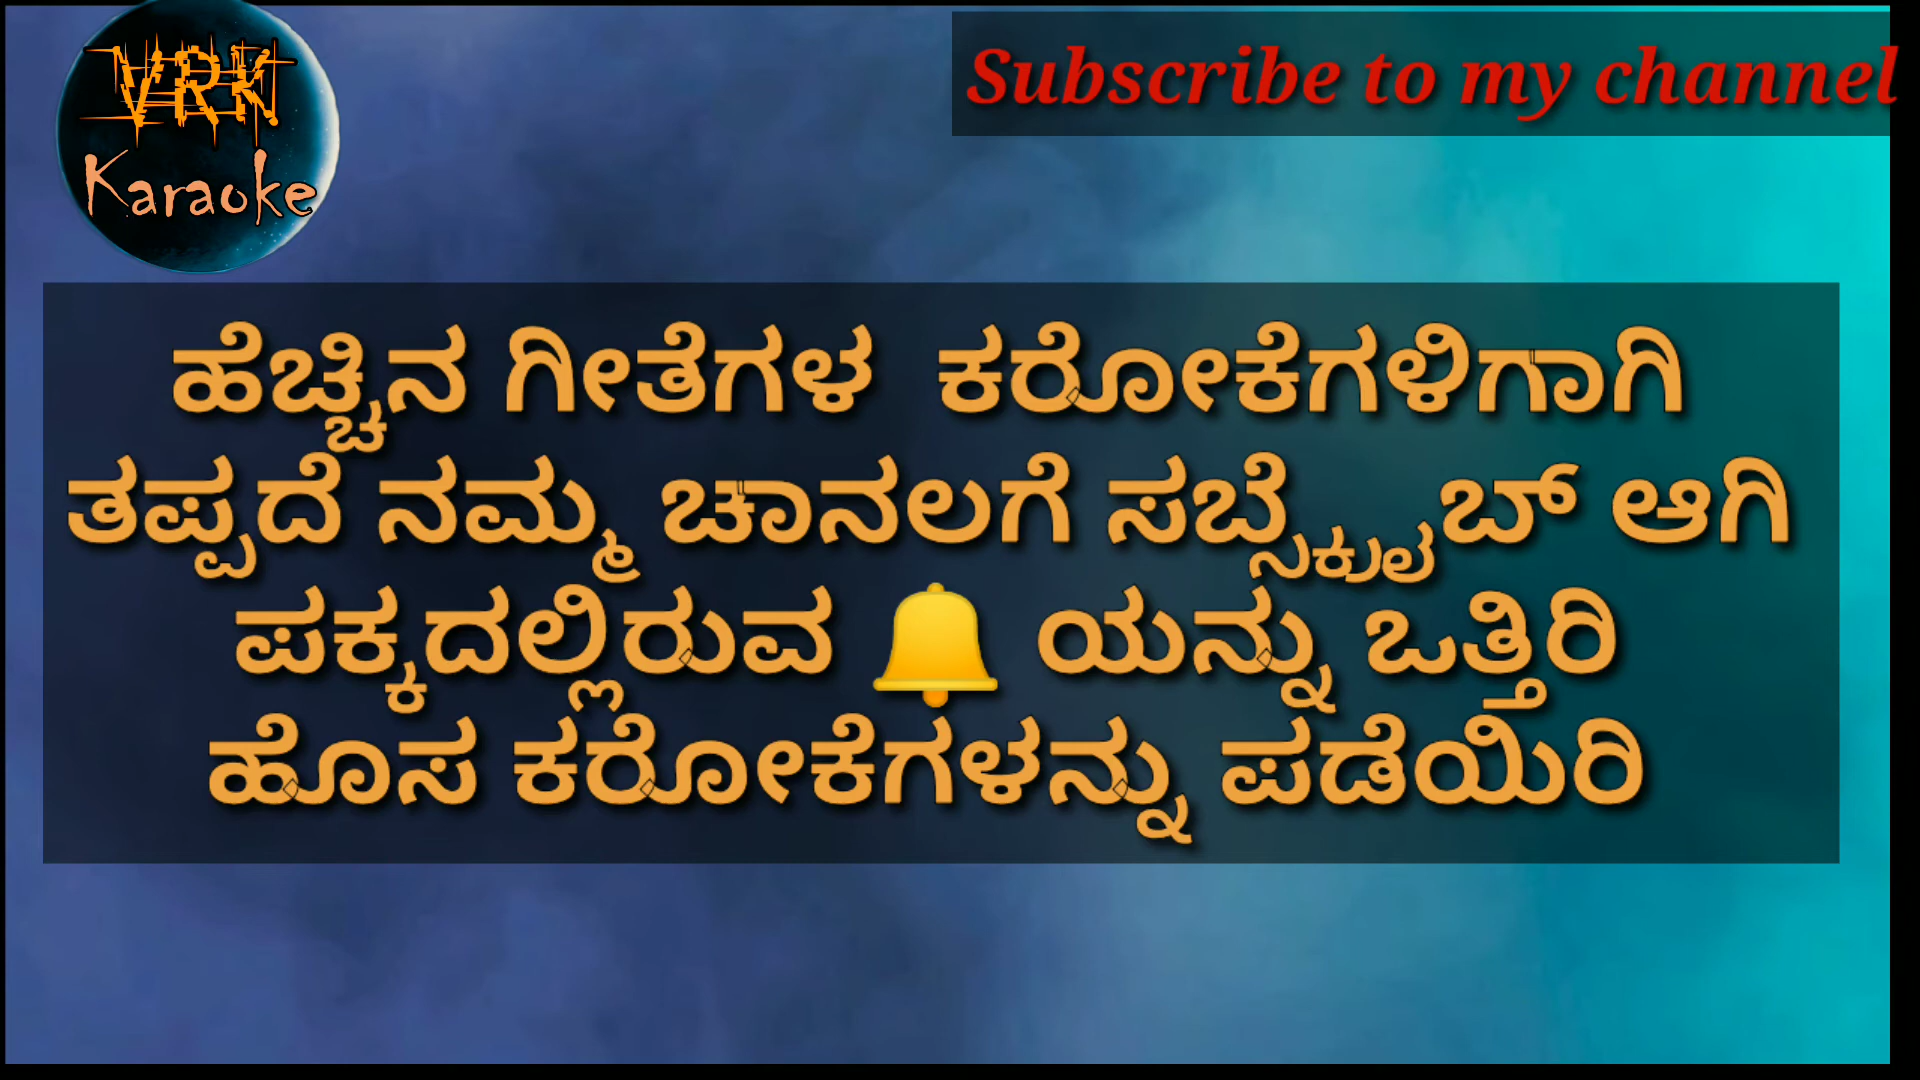 VRK
Karaoke
Subscribe to my channel
ಹೆಚ್ಚಿನ ಗೀತೆಗಳ ಕರೋಕೆಗಳಿಗಾಗಿ
ತಪ್ಪದೆ ನಮ್ಮ ಚಾನಲಗೆ ಸಬ್ಸ್ಕ್ರೈಬ್ ಆಗಿ
ಪಕ್ಕದಲ್ಲಿರುವ 🔔 ಯನ್ನು ಒತ್ತಿರಿ
ಹೊಸ ಕರೋಕೆಗಳನ್ನು ಪಡೆಯಿರಿ